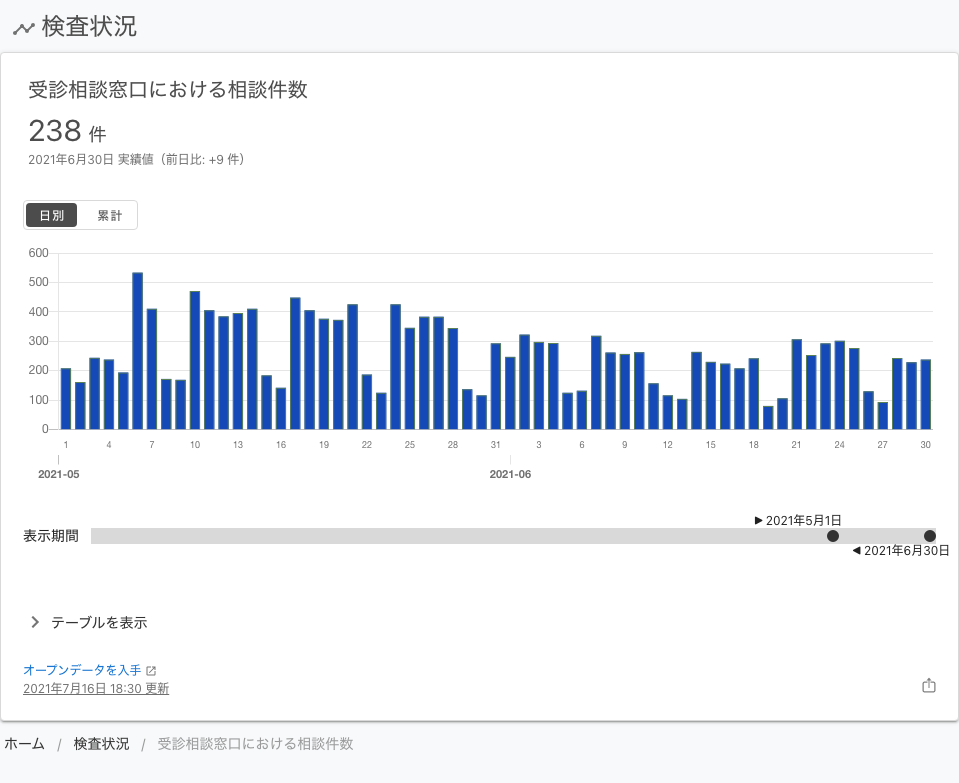 検査状況
受診相談窓口における相談件数
238 件
2021年6月30日 実績値（前日比: +9 件）
日別 累計
600
500
400
300
200
100
0
1 4 7 10 13 16 19 22 25 28 31 3 6 9 12 15 18 21 24 27 30
2021-05 2021-06
▶ 2021年5月1日
表示期間
◀ 2021年6月30日
テーブルを表示
オープンデータを入手
2021年7月16日 18:30 更新
ホーム / 検査状況 / 受診相談窓口における相談件数